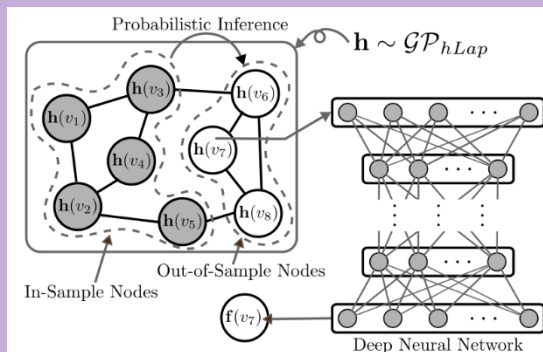 Probabilistic Inference
h ∼ GP_hLap
h(v₃)
h(v₆)
h(v₁)
h(v₇)
h(v₄)
h(v₂)
h(v₅)
h(v₈)
Out-of-Sample Nodes
In-Sample Nodes
f(v₇)
Deep Neural Network